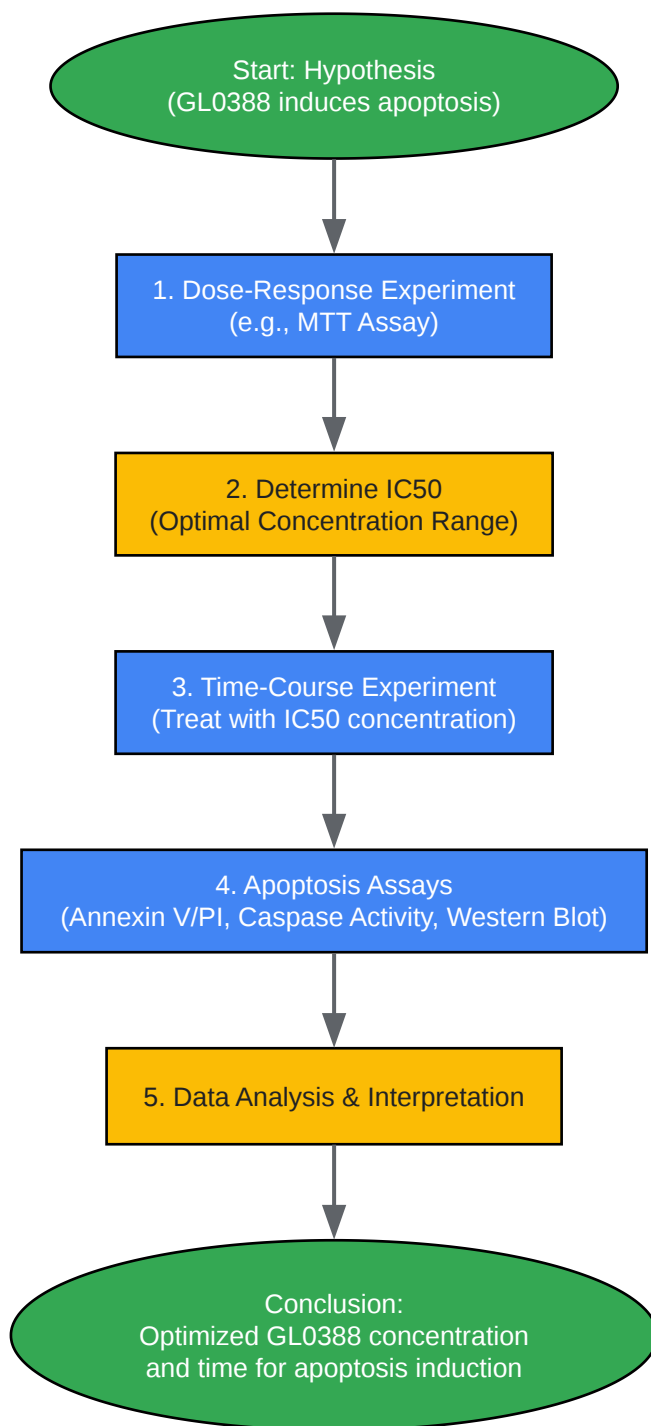 Start: Hypothesis
(GL0388 induces apoptosis)
1. Dose-Response Experiment
(e.g., MTT Assay)
2. Determine IC50
(Optimal Concentration Range)
3. Time-Course Experiment
(Treat with IC50 concentration)
4. Apoptosis Assays
(Annexin V/PI, Caspase Activity, Western Blot)
5. Data Analysis & Interpretation
Conclusion:
Optimized GL0388 concentration
and time for apoptosis induction